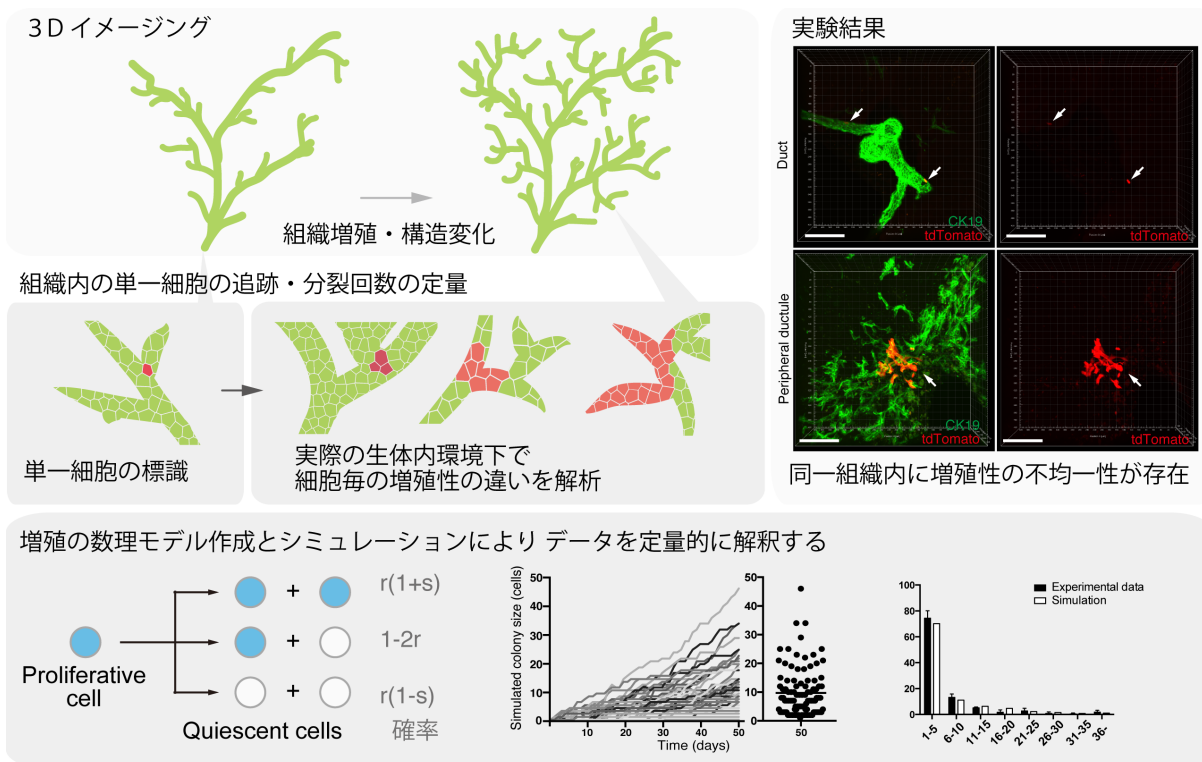 3Dイメージング
組織増殖・構造変化
組織内の単一細胞の追跡・分裂回数の定量
単一細胞の標識
実際の生体内環境下で
細胞毎の増殖性の違いを解析
実験結果
Duct
CK19
tdTomato
tdTomato
Peripheral ductule
CK19
tdTomato
tdTomato
同一組織内に増殖性の不均一性が存在
増殖の数理モデル作成とシミュレーションにより データを定量的に解釈する
Proliferative
cell
+
r(1+s)
+
1-2r
+
r(1-s)
Quiescent cells
確率
Simulated colony size (cells)
50
40
30
20
10
0
10
20
30
40
50
Time (days)
50
40
30
20
10
0
50
100
80
60
40
20
0
Experimental data
Simulation
1-5
6-10
11-15
16-20
21-25
26-30
31-35
36-